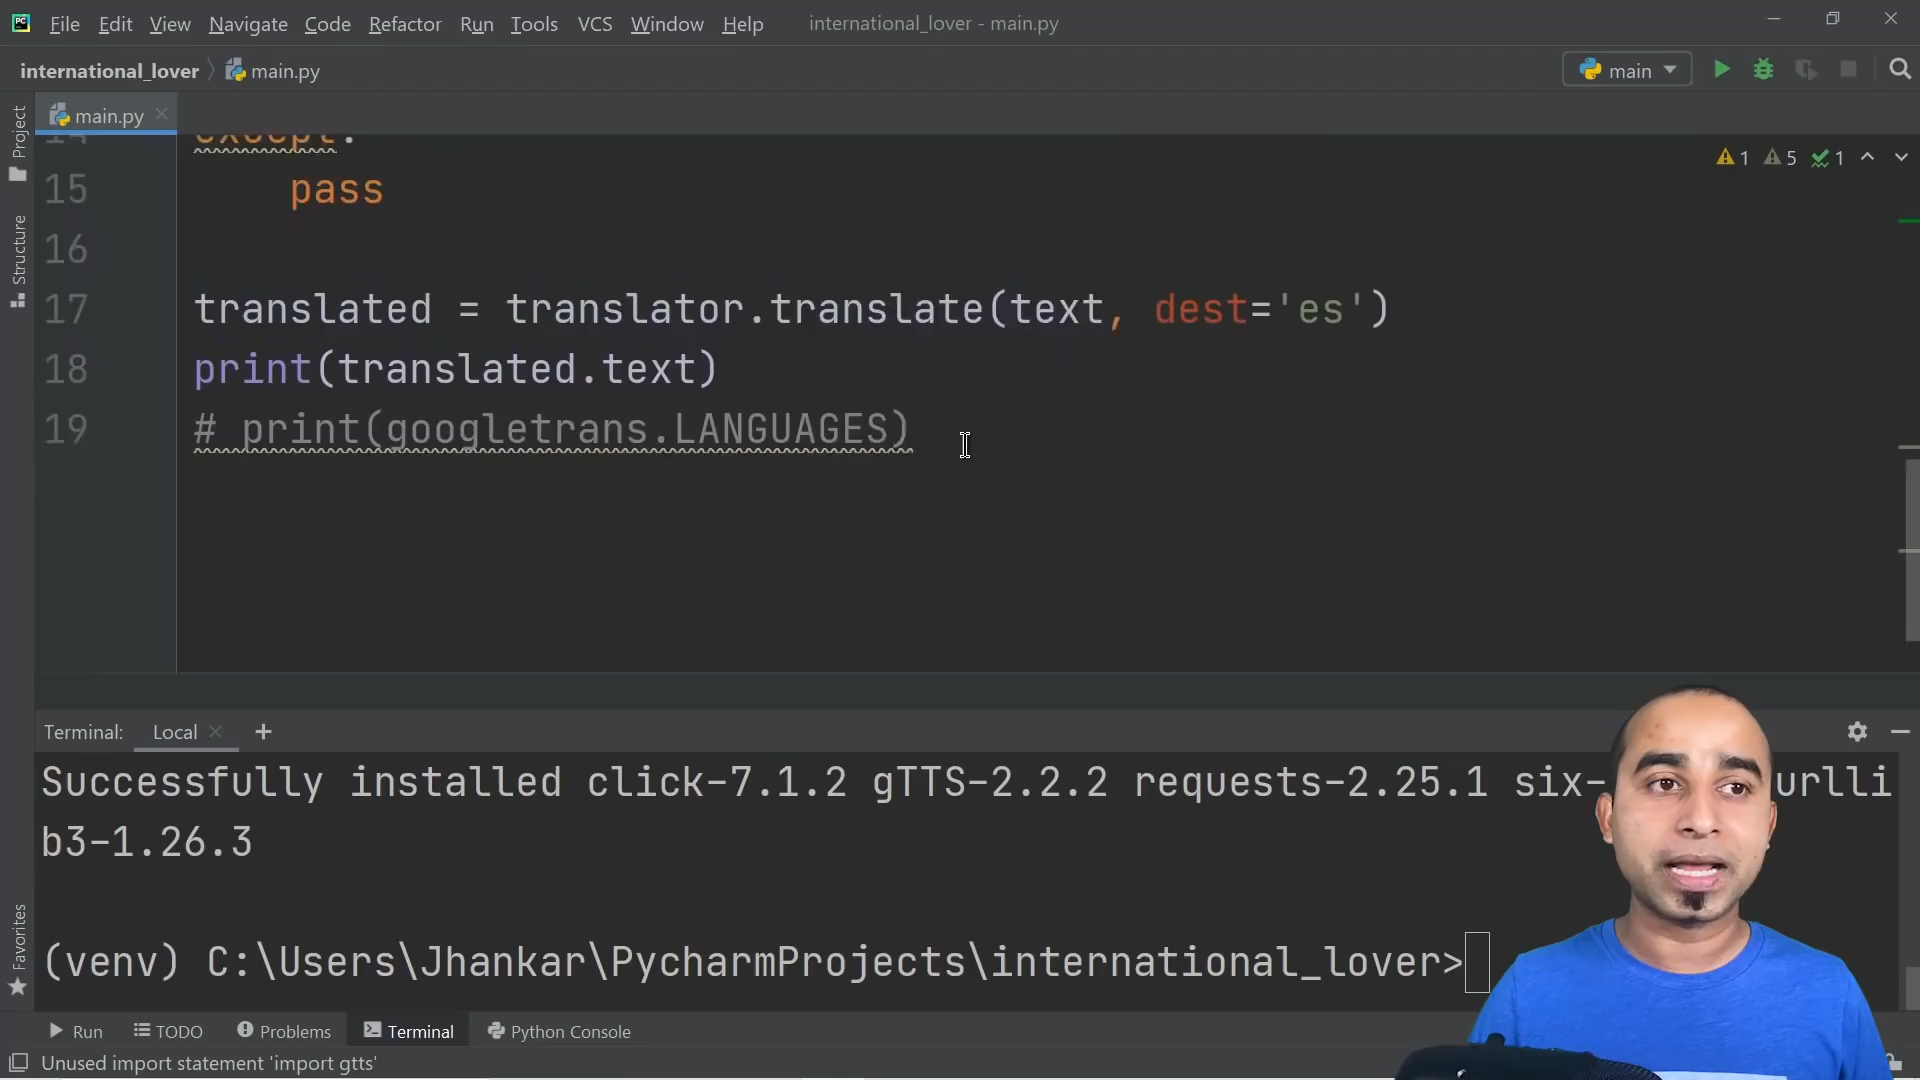 File Edit View Navigate Code Refactor Run Tools VCS Window Help international_lover - main.py
international_lover main.py main
main.py
Project
Structure
Favorites
14 except:
1 5 1
15 pass
16
17 translated = translator.translate(text, dest='es')
18 print(translated.text)
19 # print(googletrans.LANGUAGES)
Terminal: Local +
Successfully installed click-7.1.2 gTTS-2.2.2 requests-2.25.1 six- urlli
b3-1.26.3
(venv) C:\Users\Jhankar\PycharmProjects\international_lover>
Run TODO Problems Terminal Python Console
Unused import statement 'import gtts'